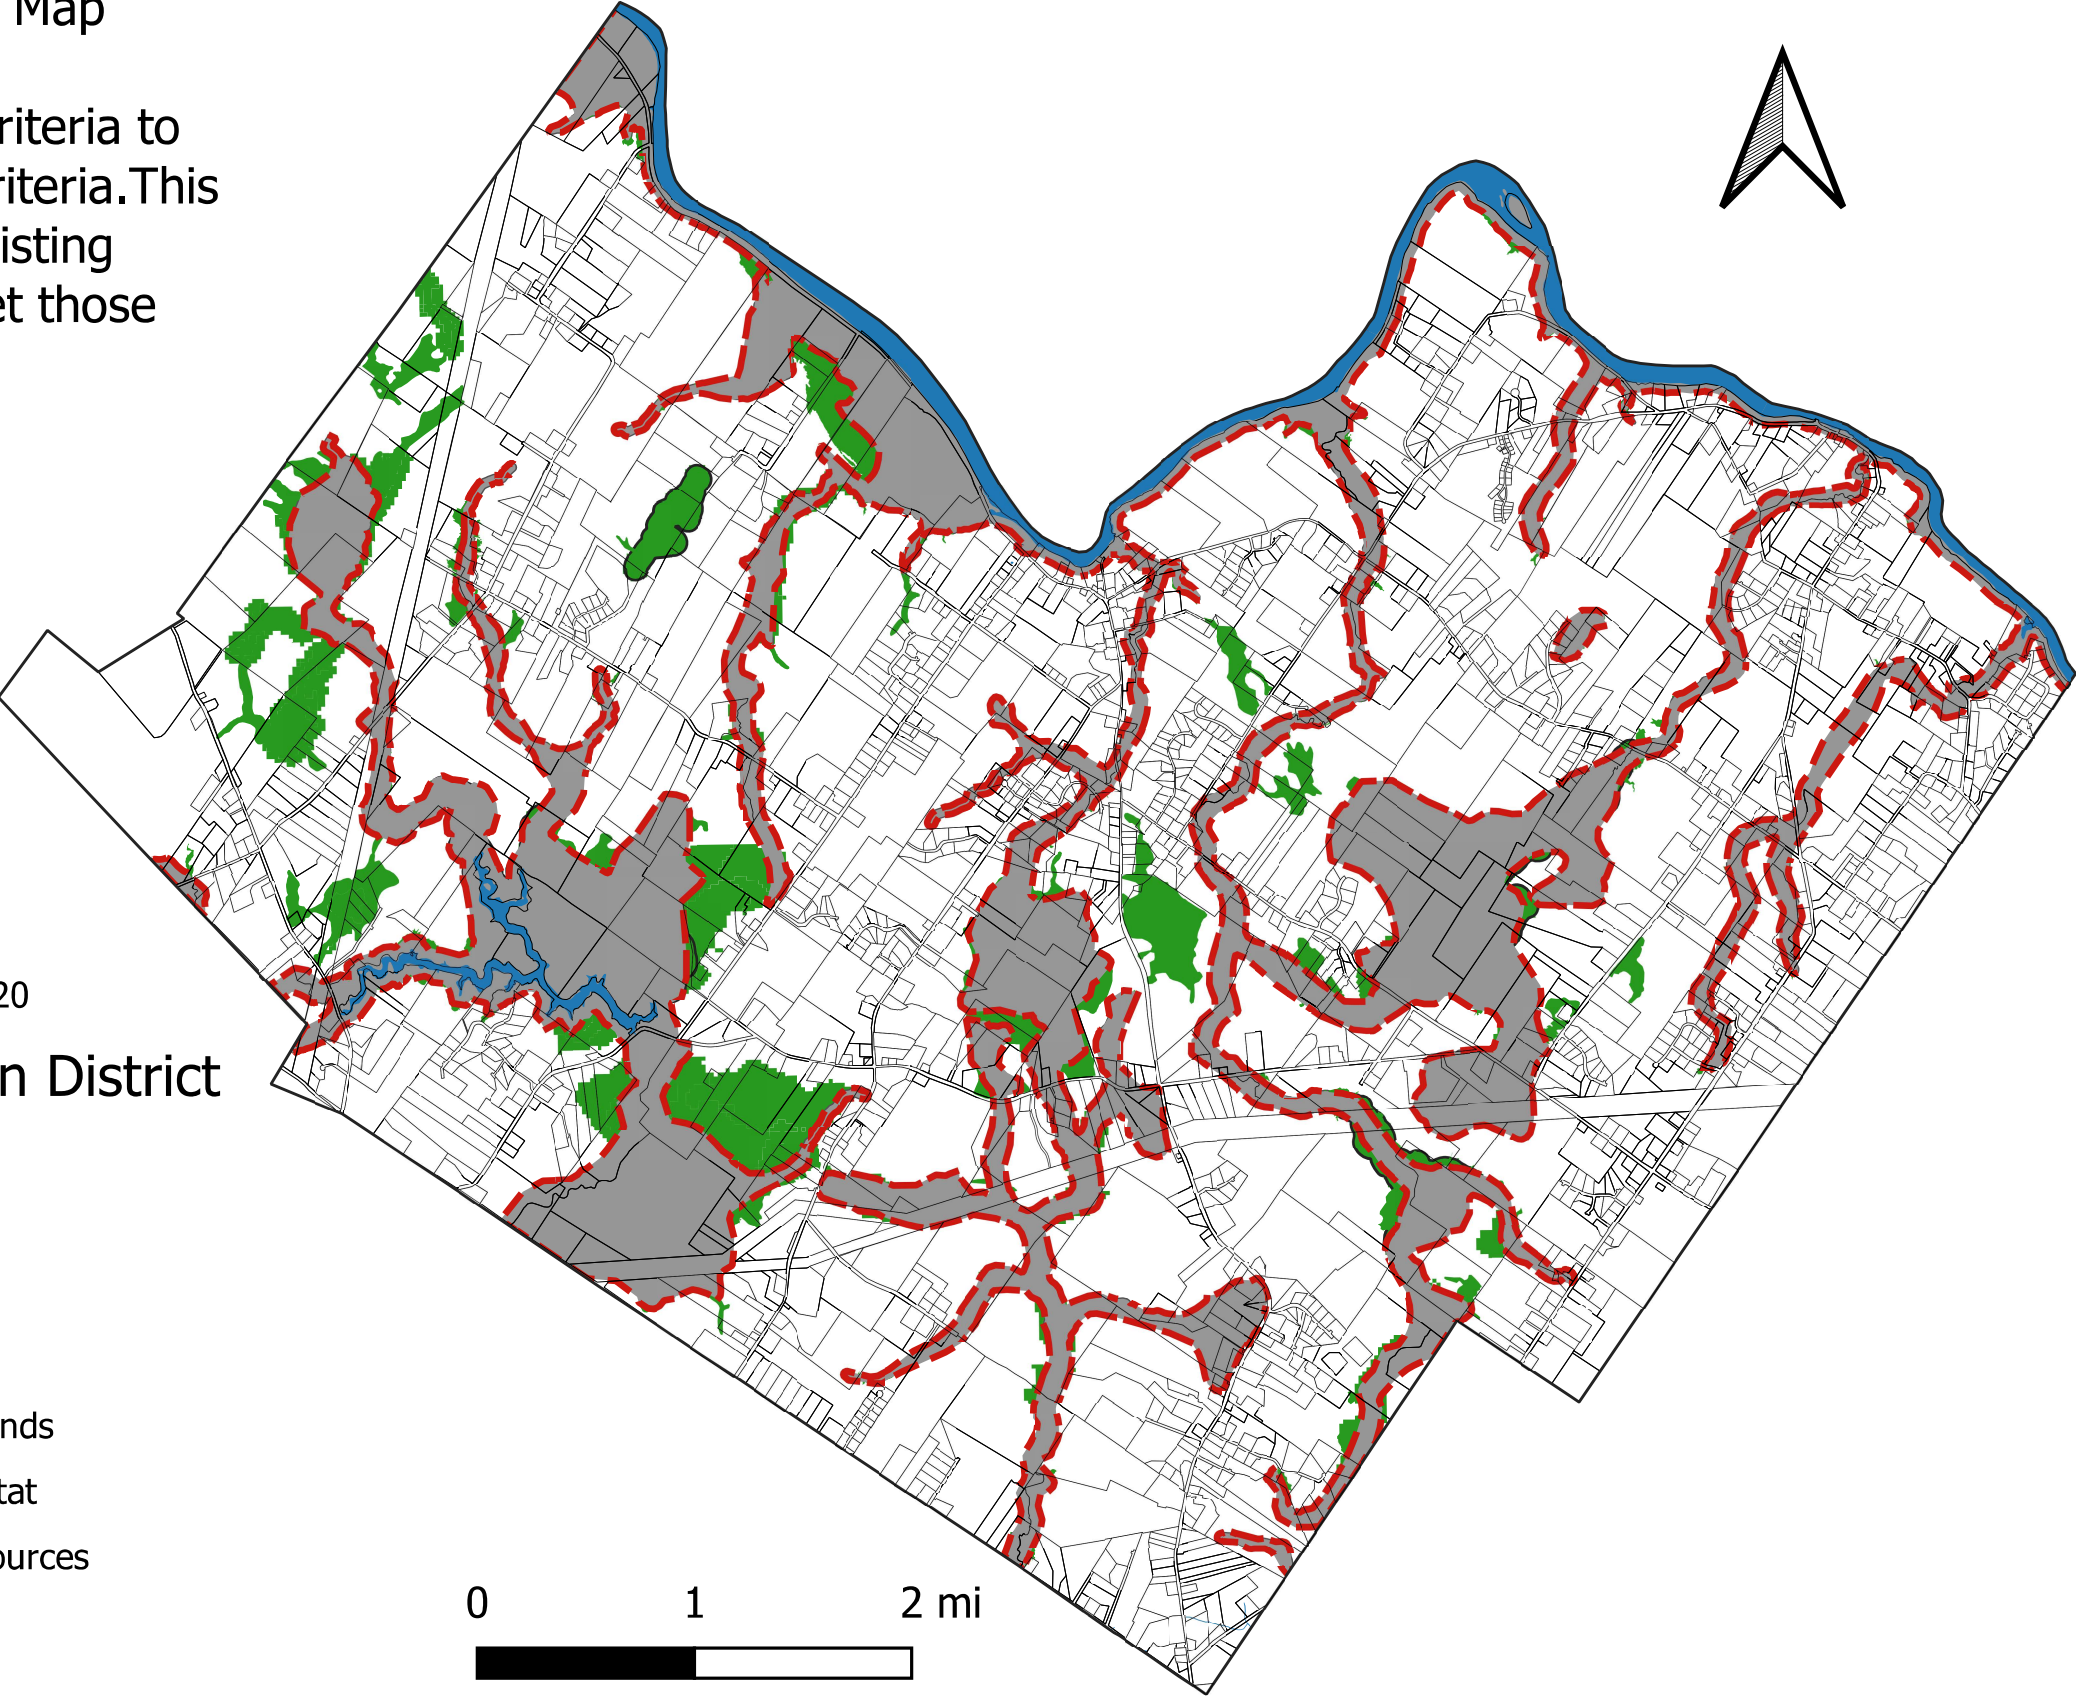 Map
riteria to
riteria.This
isting
et those
20
n District
nds
tat
ources
0 1 2 mi